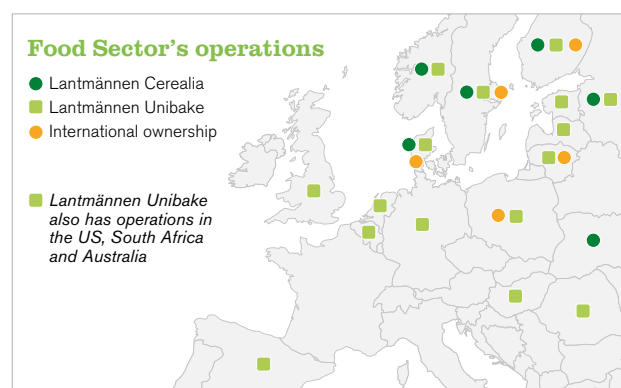 Food Sector's operations
Lantmännen Cerealia
Lantmännen Unibake
International ownership
Lantmännen Unibake
also has operations in
the US, South Africa
and Australia